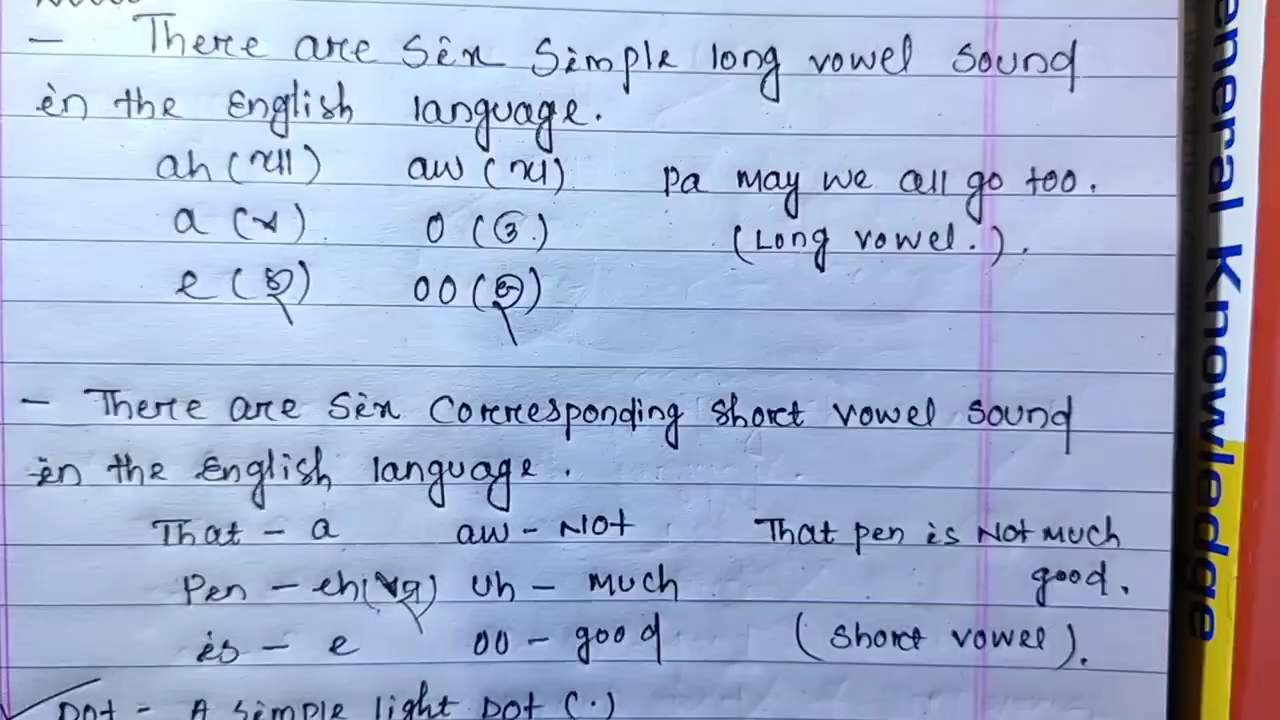 - There are six simple long vowel sound
in the English language.
ah (আ) aw (অ) Pa may we all go too.
a (এ) o (ও) (Long vowel.).
e (ঈ) oo (ঊ)
- There are six corresponding short vowel sound
in the English language.
That - a aw - Not That pen is Not much
Pen - eh uh - much good.
is - e oo - good (short vowel).
Dot - A simple light Dot (.)
eneral Knowledge